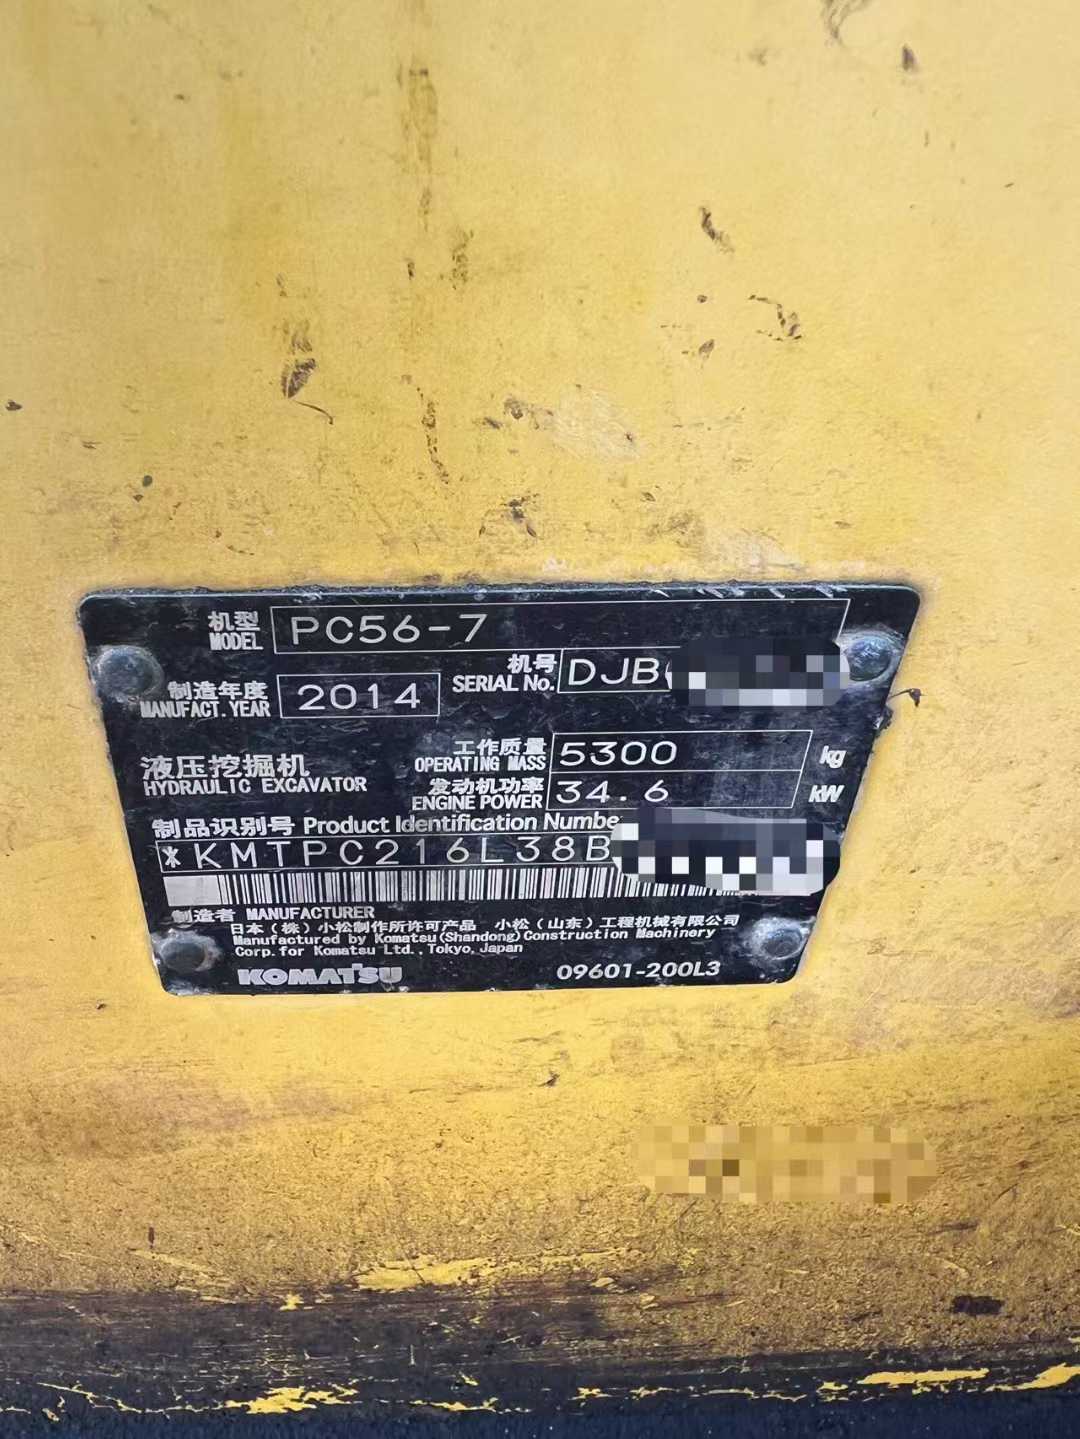 机型
MODEL PC56-7
机号
SERIAL No. DJB
制造年度
MANUFACT. YEAR 2014
液压挖掘机
HYDRAULIC EXCAVATOR
工作质量
OPERATING MASS 5300 kg
发动机功率
ENGINE POWER 34.6 kW
制品识别号 Product Identification Numbe
*KMTPC216L38B
制造者 MANUFACTURER
日本（株）小松制作所许可产品 小松（山东）工程机械有限公司
Manufactured by Komatsu(Shandong)Construction Machinery
Corp. for Komatsu Ltd., Tokyo, Japan
KOMATSU 09601-200L3